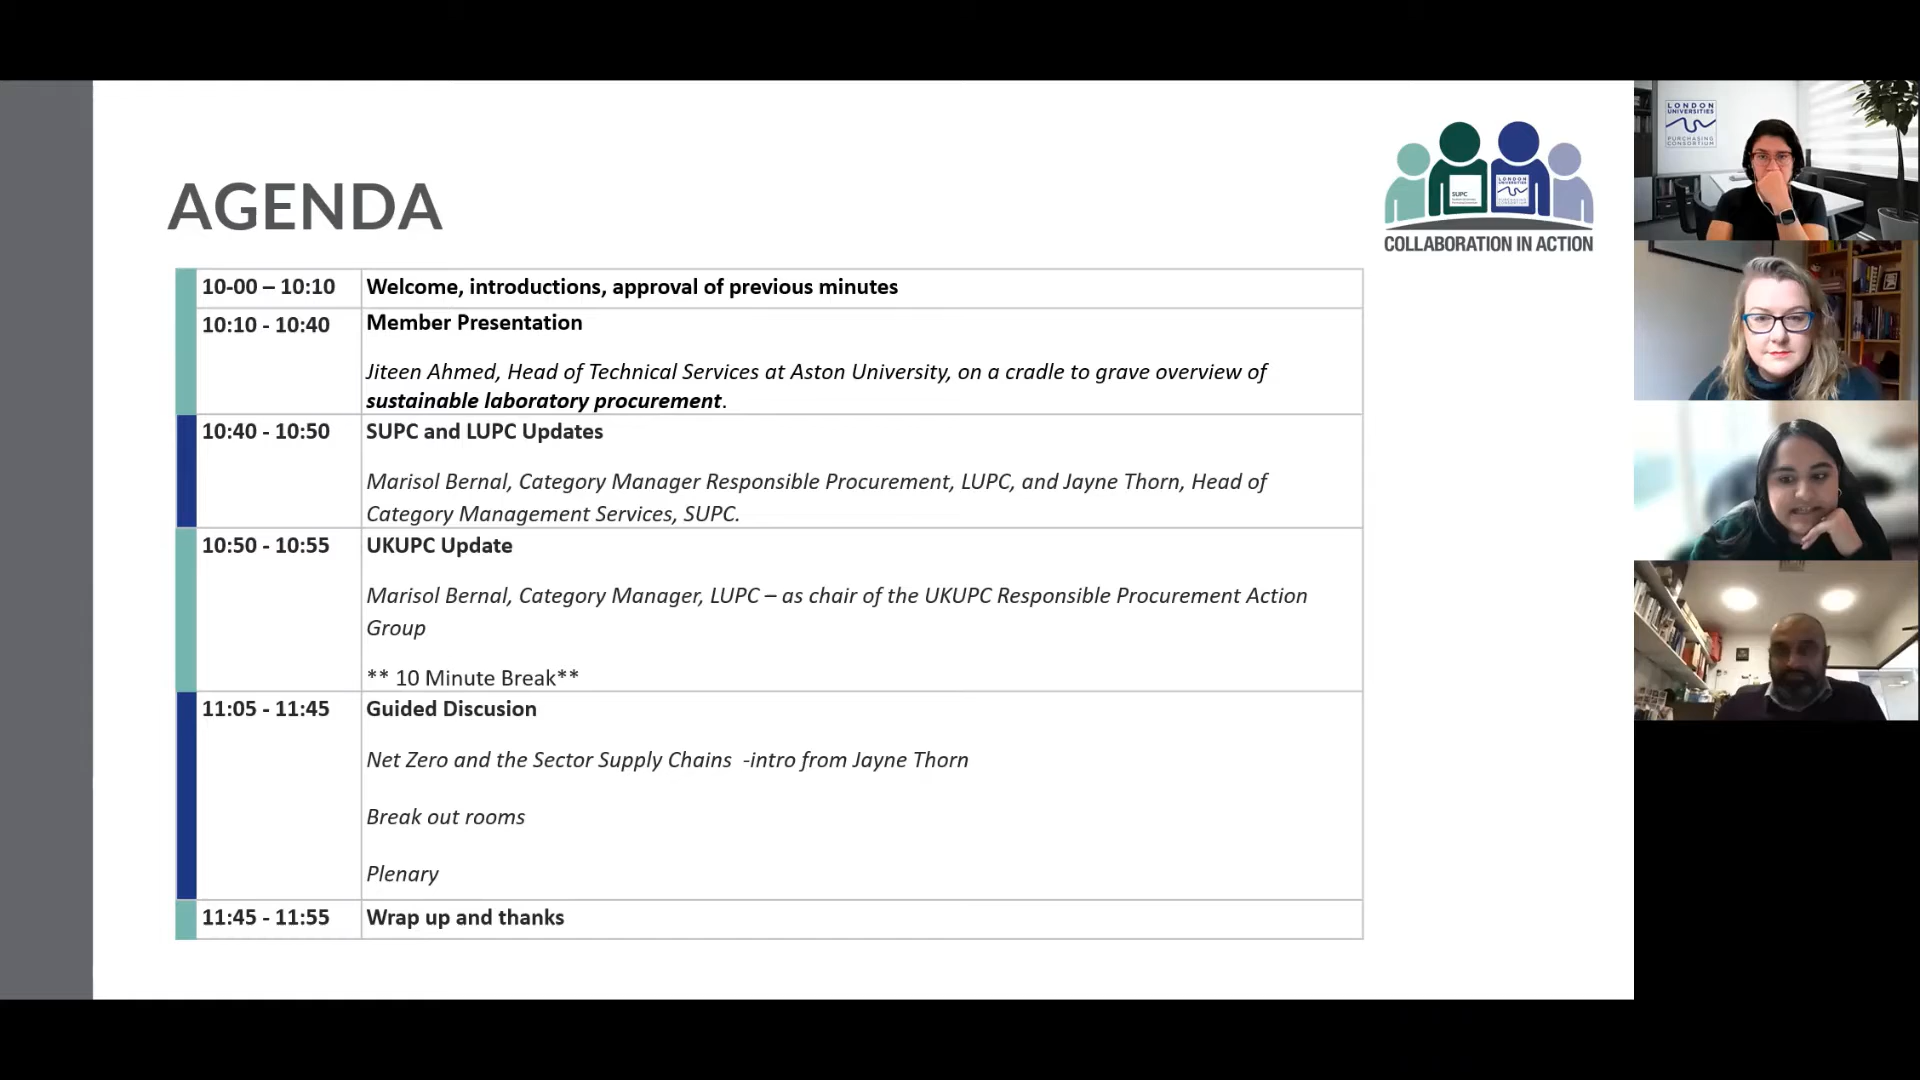 AGENDA
COLLABORATION IN ACTION
SUPC
LONDON
LONDON
UNIVERSITIES
PURCHASING
CONSORTIUM
10-00 – 10:10 Welcome, introductions, approval of previous minutes
10:10 - 10:40 Member Presentation
Jiteen Ahmed, Head of Technical Services at Aston University, on a cradle to grave overview of
sustainable laboratory procurement.
10:40 - 10:50 SUPC and LUPC Updates
Marisol Bernal, Category Manager Responsible Procurement, LUPC, and Jayne Thorn, Head of
Category Management Services, SUPC.
10:50 - 10:55 UKUPC Update
Marisol Bernal, Category Manager, LUPC – as chair of the UKUPC Responsible Procurement Action
Group
** 10 Minute Break**
11:05 - 11:45 Guided Discusion
Net Zero and the Sector Supply Chains -intro from Jayne Thorn
Break out rooms
Plenary
11:45 - 11:55 Wrap up and thanks